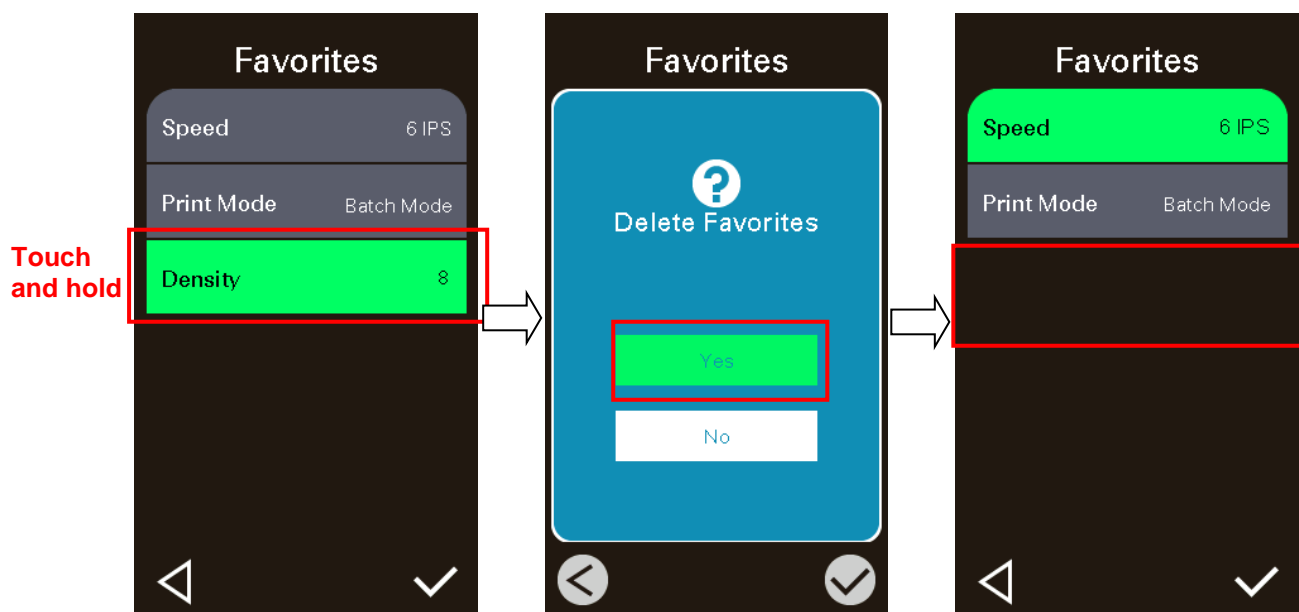 Touch
and hold
Favorites
Speed 6 IPS
Print Mode Batch Mode
Density 8
Favorites
?
Delete Favorites
Yes
No
Favorites
Speed 6 IPS
Print Mode Batch Mode